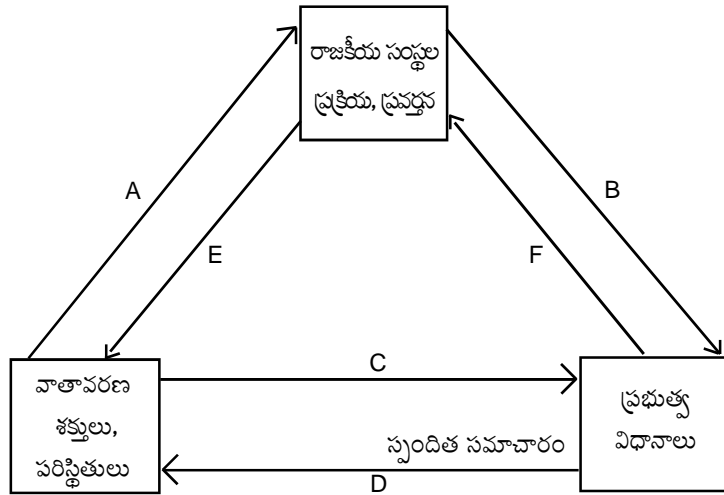 రాజకీయ సంస్థల
ప్రక్రియ, ప్రవర్తన
A
B
E
F
వాతావరణ
శక్తులు,
పరిస్థితులు
C
ప్రభుత్వ
విధానాలు
స్పందిత సమాచారం
D